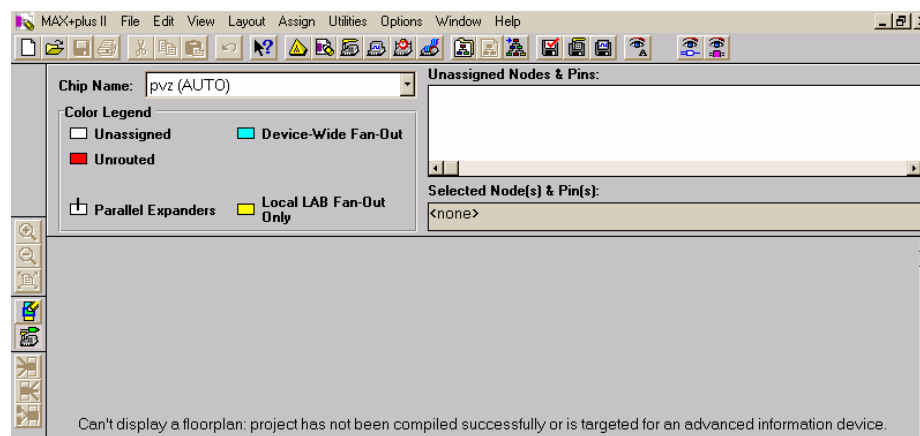 MAX+plus II File Edit View Layout Assign Utilities Options Window Help
Chip Name: pvz (AUTO)
Unassigned Nodes & Pins:
Color Legend
Unassigned
Device-Wide Fan-Out
Unrouted
Parallel Expanders
Local LAB Fan-Out
Only
Selected Node(s) & Pin(s):
<none>
Can't display a floorplan: project has not been compiled successfully or is targeted for an advanced information device.